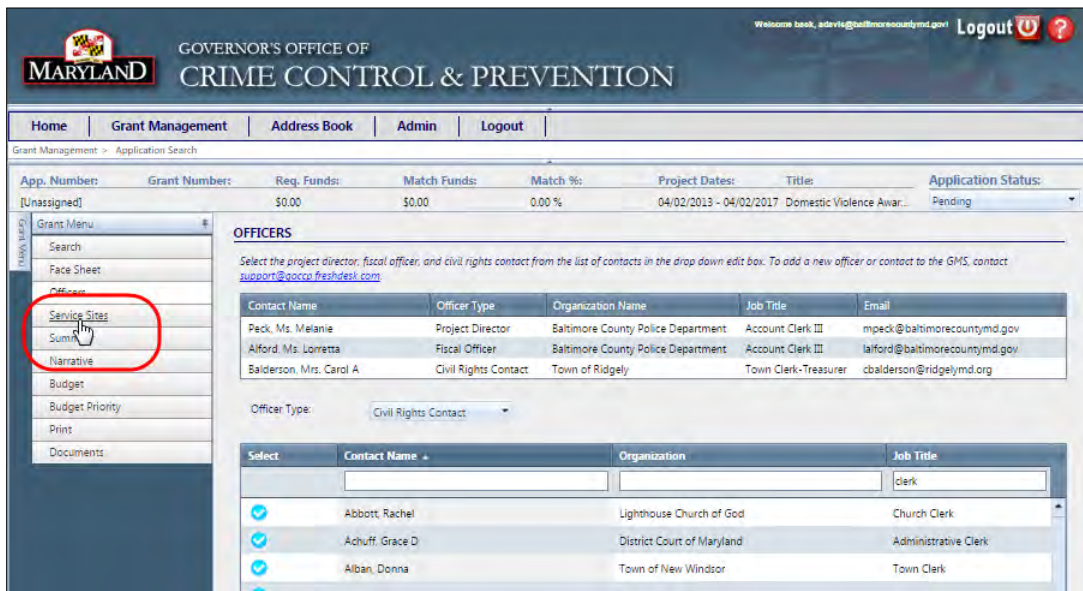 Welcome back, adavis@baltimorecountymd.gov!
Logout
MARYLAND
GOVERNOR'S OFFICE OF
CRIME CONTROL & PREVENTION
Home Grant Management Address Book Admin Logout
Grant Management > Application Search
App. Number: Grant Number: Req. Funds: Match Funds: Match %: Project Dates: Title: Application Status:
[Unassigned] $0.00 $0.00 0.00 % 04/02/2013 - 04/02/2017 Domestic Violence Awar... Pending
Grant Menu
Grant Menu
Search
Face Sheet
Officers
Service Sites
Summ
Narrative
Budget
Budget Priority
Print
Documents
OFFICERS
Select the project director, fiscal officer, and civil rights contact from the list of contacts in the drop down edit box. To add a new officer or contact to the GMS, contact
support@goccp.freshdesk.com.
Contact Name Officer Type Organization Name Job Title Email
Peck, Ms. Melanie Project Director Baltimore County Police Department Account Clerk III mpeck@baltimorecountymd.gov
Alford, Ms. Lorretta Fiscal Officer Baltimore County Police Department Account Clerk III lalford@baltimorecountymd.gov
Balderson, Mrs. Carol A Civil Rights Contact Town of Ridgely Town Clerk-Treasurer cbalderson@ridgelymd.org
Officer Type: Civil Rights Contact
Select Contact Name Organization Job Title
clerk
Abbott, Rachel Lighthouse Church of God Church Clerk
Achuff, Grace D District Court of Maryland Administrative Clerk
Alban, Donna Town of New Windsor Town Clerk